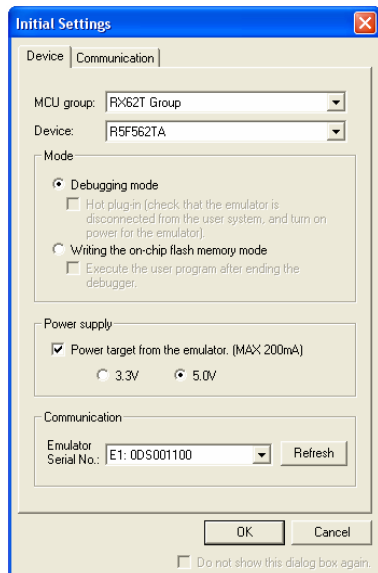 Initial Settings
Device
Communication
MCU group: RX62T Group
Device: R5F562TA
Mode
Debugging mode
Hot plug-in (check that the emulator is
disconnected from the user system, and turn on
power for the emulator).
Writing the on-chip flash memory mode
Execute the user program after ending the
debugger.
Power supply
Power target from the emulator. (MAX 200mA)
3.3V 5.0V
Communication
Emulator
Serial No.: E1: 0DS001100 Refresh
OK Cancel
Do not show this dialog box again.